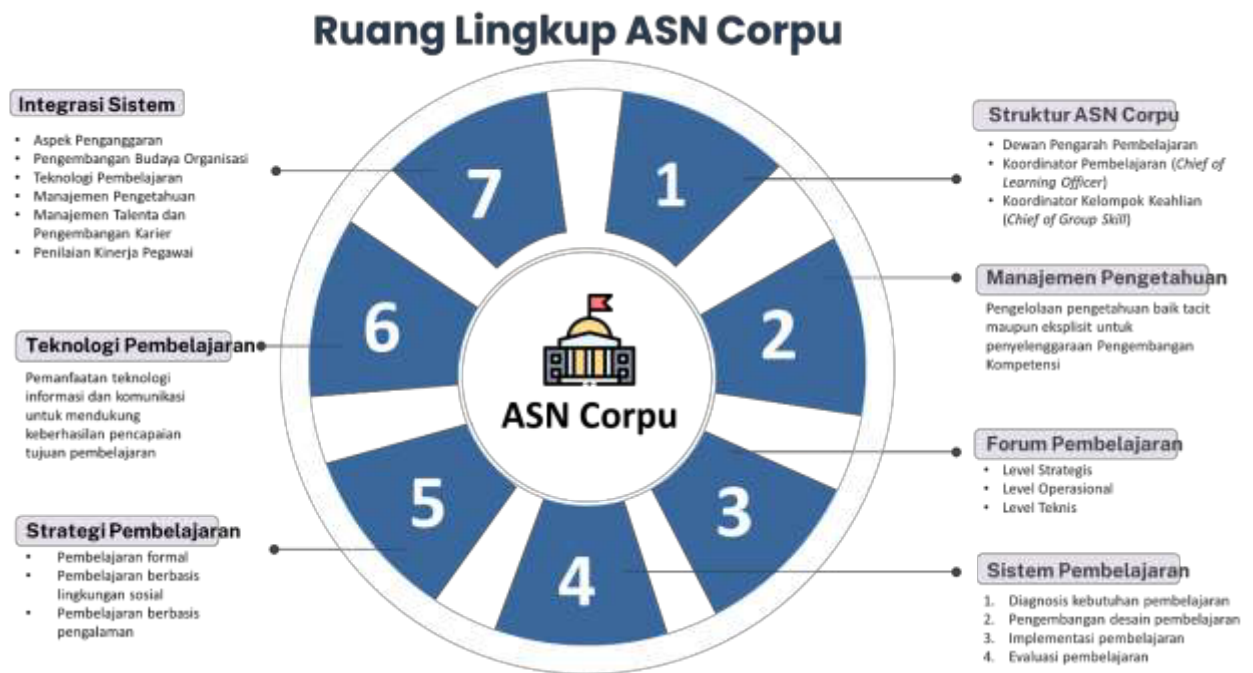 Ruang Lingkup ASN Corpu
Integrasi Sistem
• Aspek Penganggaran
• Pengembangan Budaya Organisasi
• Teknologi Pembelajaran
• Manajemen Pengetahuan
• Manajemen Talenta dan
Pengembangan Karier
• Penilaian Kinerja Pegawai
Teknologi Pembelajaran
Pemanfaatan teknologi
informasi dan komunikasi
untuk mendukung
keberhasilan pencapaian
tujuan pembelajaran
Strategi Pembelajaran
• Pembelajaran formal
• Pembelajaran berbasis
lingkungan sosial
• Pembelajaran berbasis
pengalaman
7
1
6
2
5
3
4
ASN Corpu
Struktur ASN Corpu
• Dewan Pengarah Pembelajaran
• Koordinator Pembelajaran (Chief of
Learning Officer)
• Koordinator Kelompok Keahlian
(Chief of Group Skill)
Manajemen Pengetahuan
Pengelolaan pengetahuan baik tacit
maupun eksplisit untuk
penyelenggaraan Pengembangan
Kompetensi
Forum Pembelajaran
• Level Strategis
• Level Operasional
• Level Teknis
Sistem Pembelajaran
1. Diagnosis kebutuhan pembelajaran
2. Pengembangan desain pembelajaran
3. Implementasi pembelajaran
4. Evaluasi pembelajaran